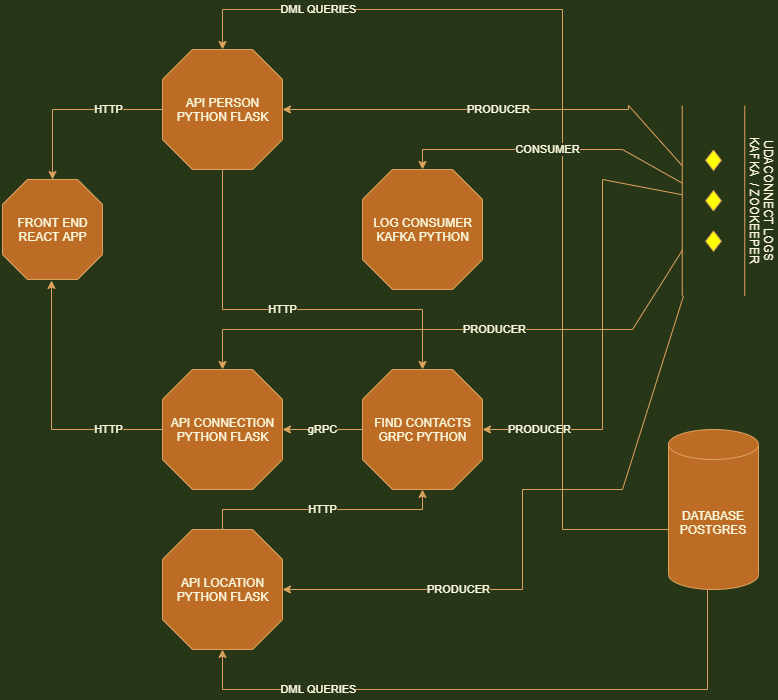 DML QUERIES
API PERSON
PYTHON FLASK
HTTP
PRODUCER
CONSUMER
UDACONNECT LOGS
KAFKA / ZOOKEEPER
FRONT END
REACT APP
LOG CONSUMER
KAFKA PYTHON
HTTP
PRODUCER
API CONNECTION
PYTHON FLASK
HTTP
gRPC
FIND CONTACTS
GRPC PYTHON
PRODUCER
HTTP
DATABASE
POSTGRES
API LOCATION
PYTHON FLASK
PRODUCER
DML QUERIES